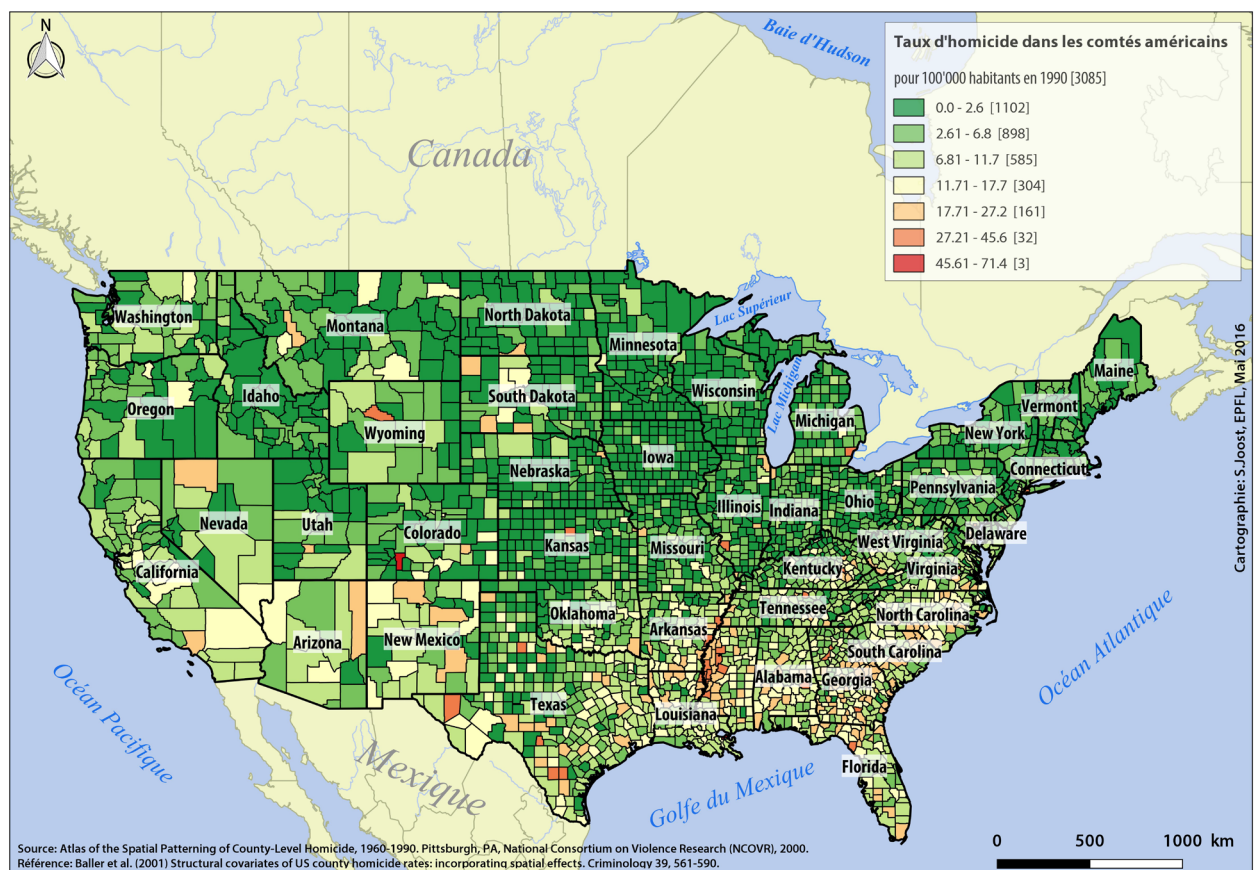 N
Baie d'Hudson
Taux d'homicide dans les comtés américains
pour 100'000 habitants en 1990 [3085]
0.0 - 2.6 [1102]
2.61 - 6.8 [898]
6.81 - 11.7 [585]
11.71 - 17.7 [304]
17.71 - 27.2 [161]
27.21 - 45.6 [32]
45.61 - 71.4 [3]
Canada
Lac Supérieur
Washington
Montana
North Dakota
Minnesota
Maine
Cartographie: S.Joost, EPFL, Mai 2016
Oregon
Idaho
Wyoming
South Dakota
Wisconsin
Lac Michigan
Michigan
Vermont
New York
Nebraska
Iowa
Connecticut
Pennsylvania
Nevada
Utah
Colorado
Kansas
Missouri
Illinois
Indiana
Ohio
West Virginia
Delaware
California
Kentucky
Virginia
Arizona
New Mexico
Oklahoma
Arkansas
Tennessee
North Carolina
South Carolina
Texas
Louisiana
Alabama
Georgia
Florida
Océan Pacifique
Mexique
Golfe du Mexique
Océan Atlantique
0 500 1000 km
Source: Atlas of the Spatial Patterning of County-Level Homicide, 1960-1990. Pittsburgh, PA, National Consortium on Violence Research (NCOVR), 2000.
Référence: Baller et al. (2001) Structural covariates of US county homicide rates: incorporating spatial effects. Criminology 39, 561-590.